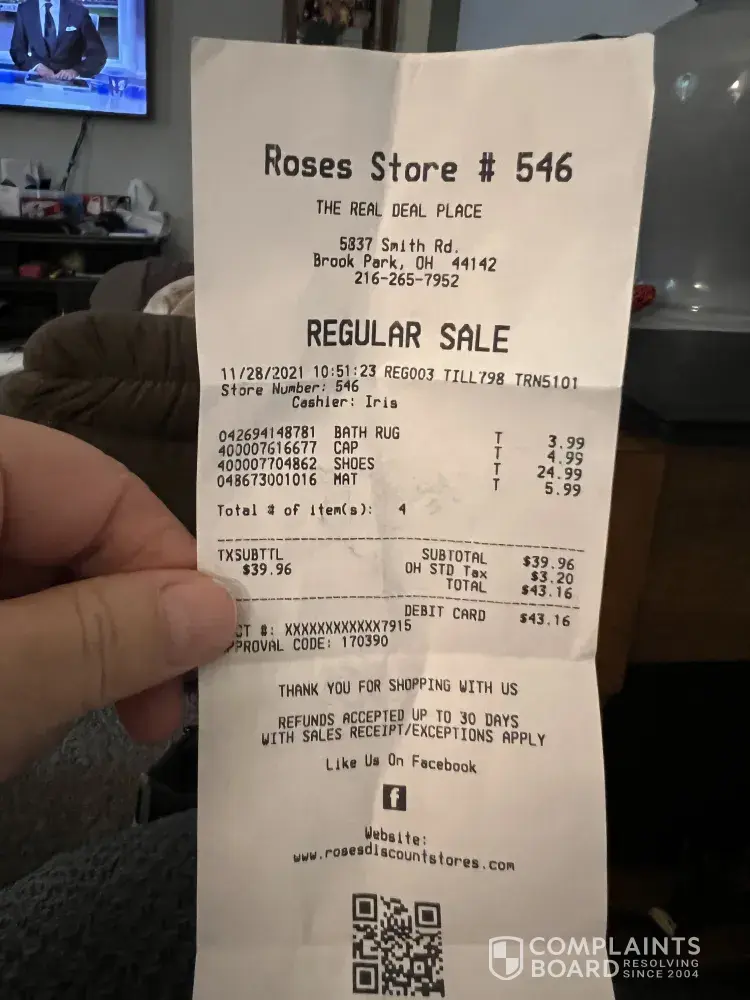 Roses Store # 546
THE REAL DEAL PLACE
5837 Smith Rd.
Brook Park, OH 44142
216-265-7952
REGULAR SALE
11/28/2021 10:51:23 REG003 TILL798 TRN5101
Store Number: 546
Cashier: Iris
042694148781 BATH RUG T 3.99
400007616677 CAP T 4.99
400007704862 SHOES T 24.99
048673001016 MAT T 5.99
Total # of item(s): 4
TXSUBTTL SUBTOTAL $39.96
$39.96 OH STD Tax $3.20
TOTAL $43.16
DEBIT CARD $43.16
CT #: XXXXXXXXXXXX7915
PPROVAL CODE: 170390
THANK YOU FOR SHOPPING WITH US
REFUNDS ACCEPTED UP TO 30 DAYS
WITH SALES RECEIPT/EXCEPTIONS APPLY
Like Us On Facebook
f
Website:
www.rosesdiscountstores.com
COMPLAINTS
BOARD RESOLVING
SINCE 2004